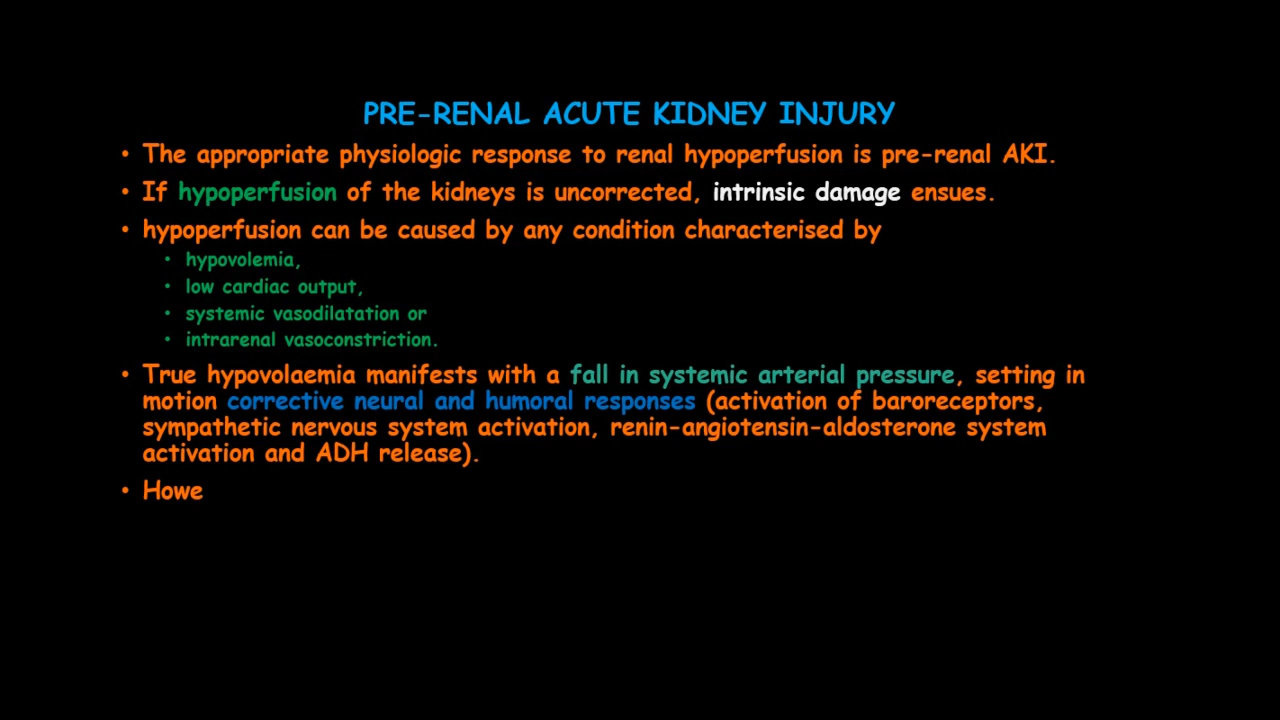 PRE-RENAL ACUTE KIDNEY INJURY
• The appropriate physiologic response to renal hypoperfusion is pre-renal AKI.
• If hypoperfusion of the kidneys is uncorrected, intrinsic damage ensues.
• hypoperfusion can be caused by any condition characterised by
• hypovolemia,
• low cardiac output,
• systemic vasodilatation or
• intrarenal vasoconstriction.
• True hypovolaemia manifests with a fall in systemic arterial pressure, setting in
motion corrective neural and humoral responses (activation of baroreceptors,
sympathetic nervous system activation, renin-angiotensin-aldosterone system
activation and ADH release).
• Howe